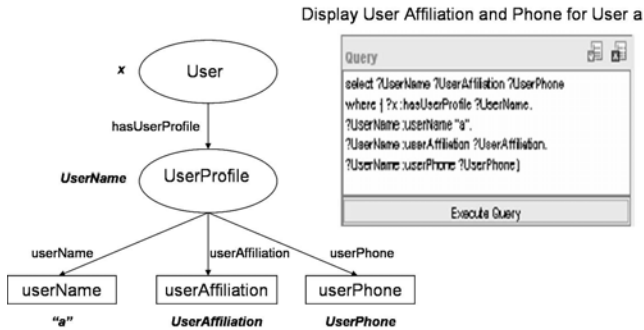 Display User Affiliation and Phone for User a
Query
select ?UserName ?UserAffiliation ?UserPhone
where { ?x :hasUserProfile ?UserName.
?UserName :userName "a".
?UserName :userAffiliation ?UserAffiliation.
?UserName :userPhone ?UserPhone}
Execute Query
x
User
hasUserProfile
UserName
UserProfile
userName
userAffiliation
userPhone
userName
userAffiliation
userPhone
“a”
UserAffiliation
UserPhone